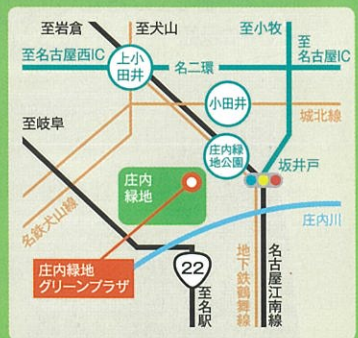 至岩倉
至犬山
至小牧
至名古屋西IC
上小
田井
名二環
至
名古屋IC
小田井
城北線
至岐阜
庄内緑
地公園
坂井戸
庄内
緑地
名鉄犬山線
庄内川
庄内緑地
グリーンプラザ
22
至名駅
地下鉄鶴舞線
名古屋江南線